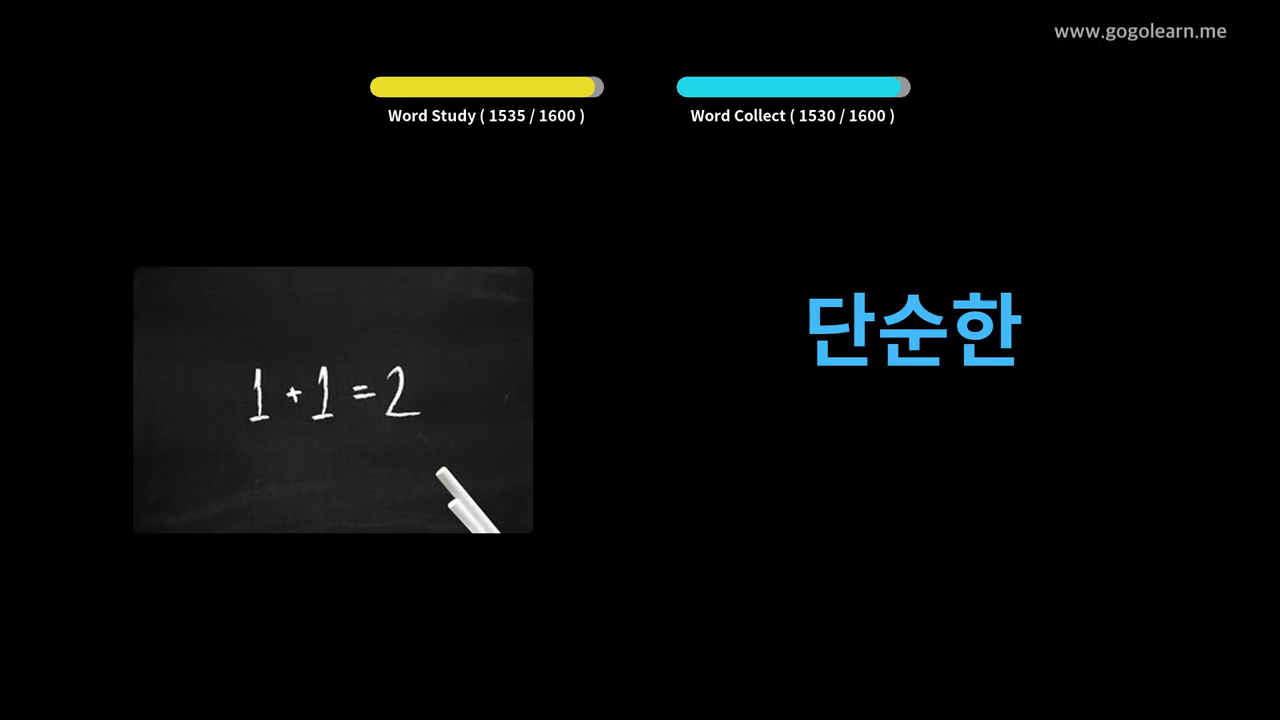 www.gogolearn.me
Word Study ( 1535 / 1600 )
Word Collect ( 1530 / 1600 )
1 + 1 = 2
단순한